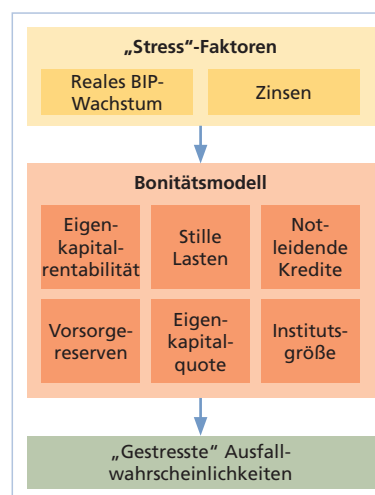 „Stress“-Faktoren
Reales BIP-
Wachstum
Zinsen
Bonitätsmodell
Eigen-
kapital-
rentabilität
Stille
Lasten
Not-
leidende
Kredite
Vorsorge-
reserven
Eigen-
kapital-
quote
Instituts-
größe
„Gestresste“ Ausfall-
wahrscheinlichkeiten